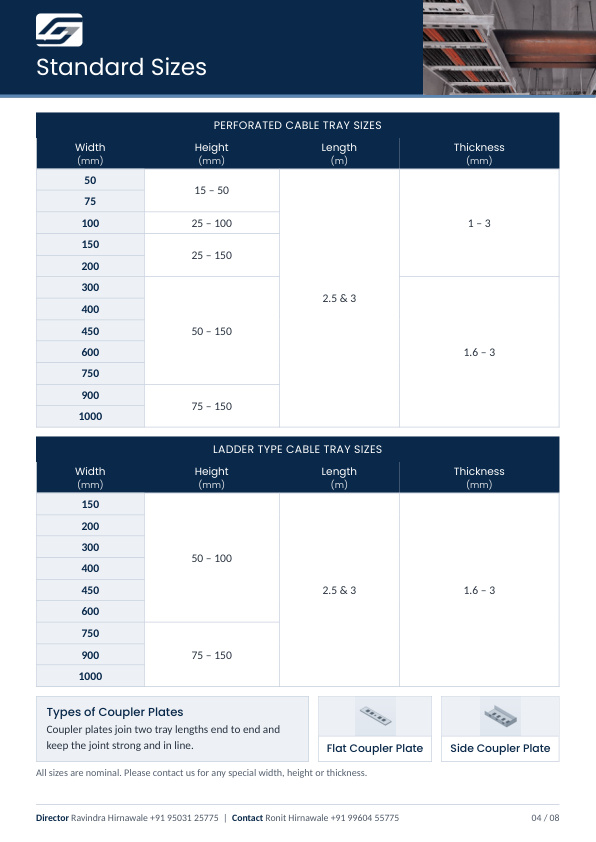 Standard Sizes
PERFORATED CABLE TRAY SIZES
Width Height Length Thickness
(mm) (mm) (m) (mm)
50
15 – 50
75
100 25 – 100
150
25 – 150
200
1 – 3
300
2.5 & 3
400
450 50 – 150
600
1.6 – 3
750
900
75 – 150
1000
LADDER TYPE CABLE TRAY SIZES
Width Height Length Thickness
(mm) (mm) (m) (mm)
150
200
300
50 – 100
400
450 2.5 & 3 1.6 – 3
600
750
900 75 – 150
1000
Types of Coupler Plates
Coupler plates join two tray lengths end to end and
keep the joint strong and in line.
Flat Coupler Plate
Side Coupler Plate
All sizes are nominal. Please contact us for any special width, height or thickness.
Director Ravindra Hirnawale +91 95031 25775 | Contact Ronit Hirnawale +91 99604 55775 04 / 08